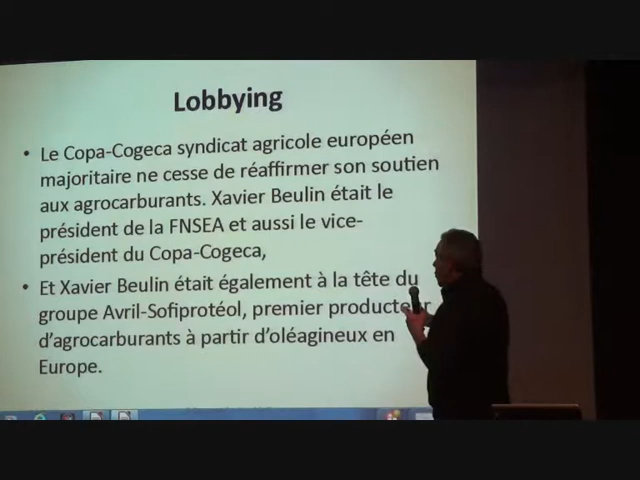 Lobbying
• Le Copa-Cogeca syndicat agricole européen
majoritaire ne cesse de réaffirmer son soutien
aux agrocarburants. Xavier Beulin était le
président de la FNSEA et aussi le vice-
président du Copa-Cogeca,
• Et Xavier Beulin était également à la tête du
groupe Avril-Sofiprotéol, premier producteur
d’agrocarburants à partir d’oléagineux en
Europe.